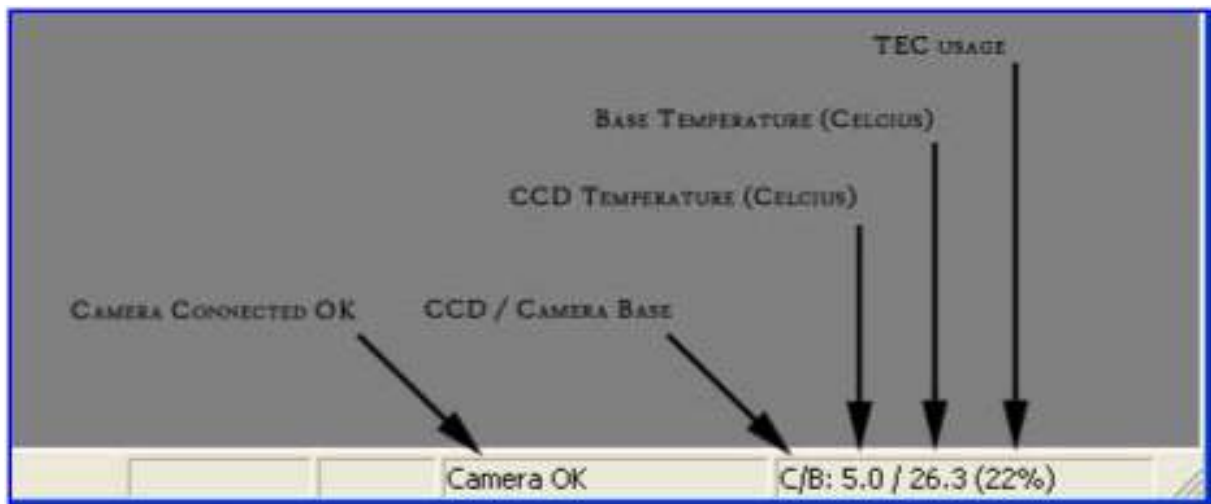 TEC USAGE
BASE TEMPERATURE (CELCIUS)
CCD TEMPERATURE (CELCIUS)
CAMERA CONNECTED OK
CCD / CAMERA BASE
Camera OK
C/B: 5.0 / 26.3 (22%)